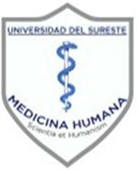 UNIVERSIDAD DEL SURESTE
MEDICINA HUMANA
Scientia et Humanism